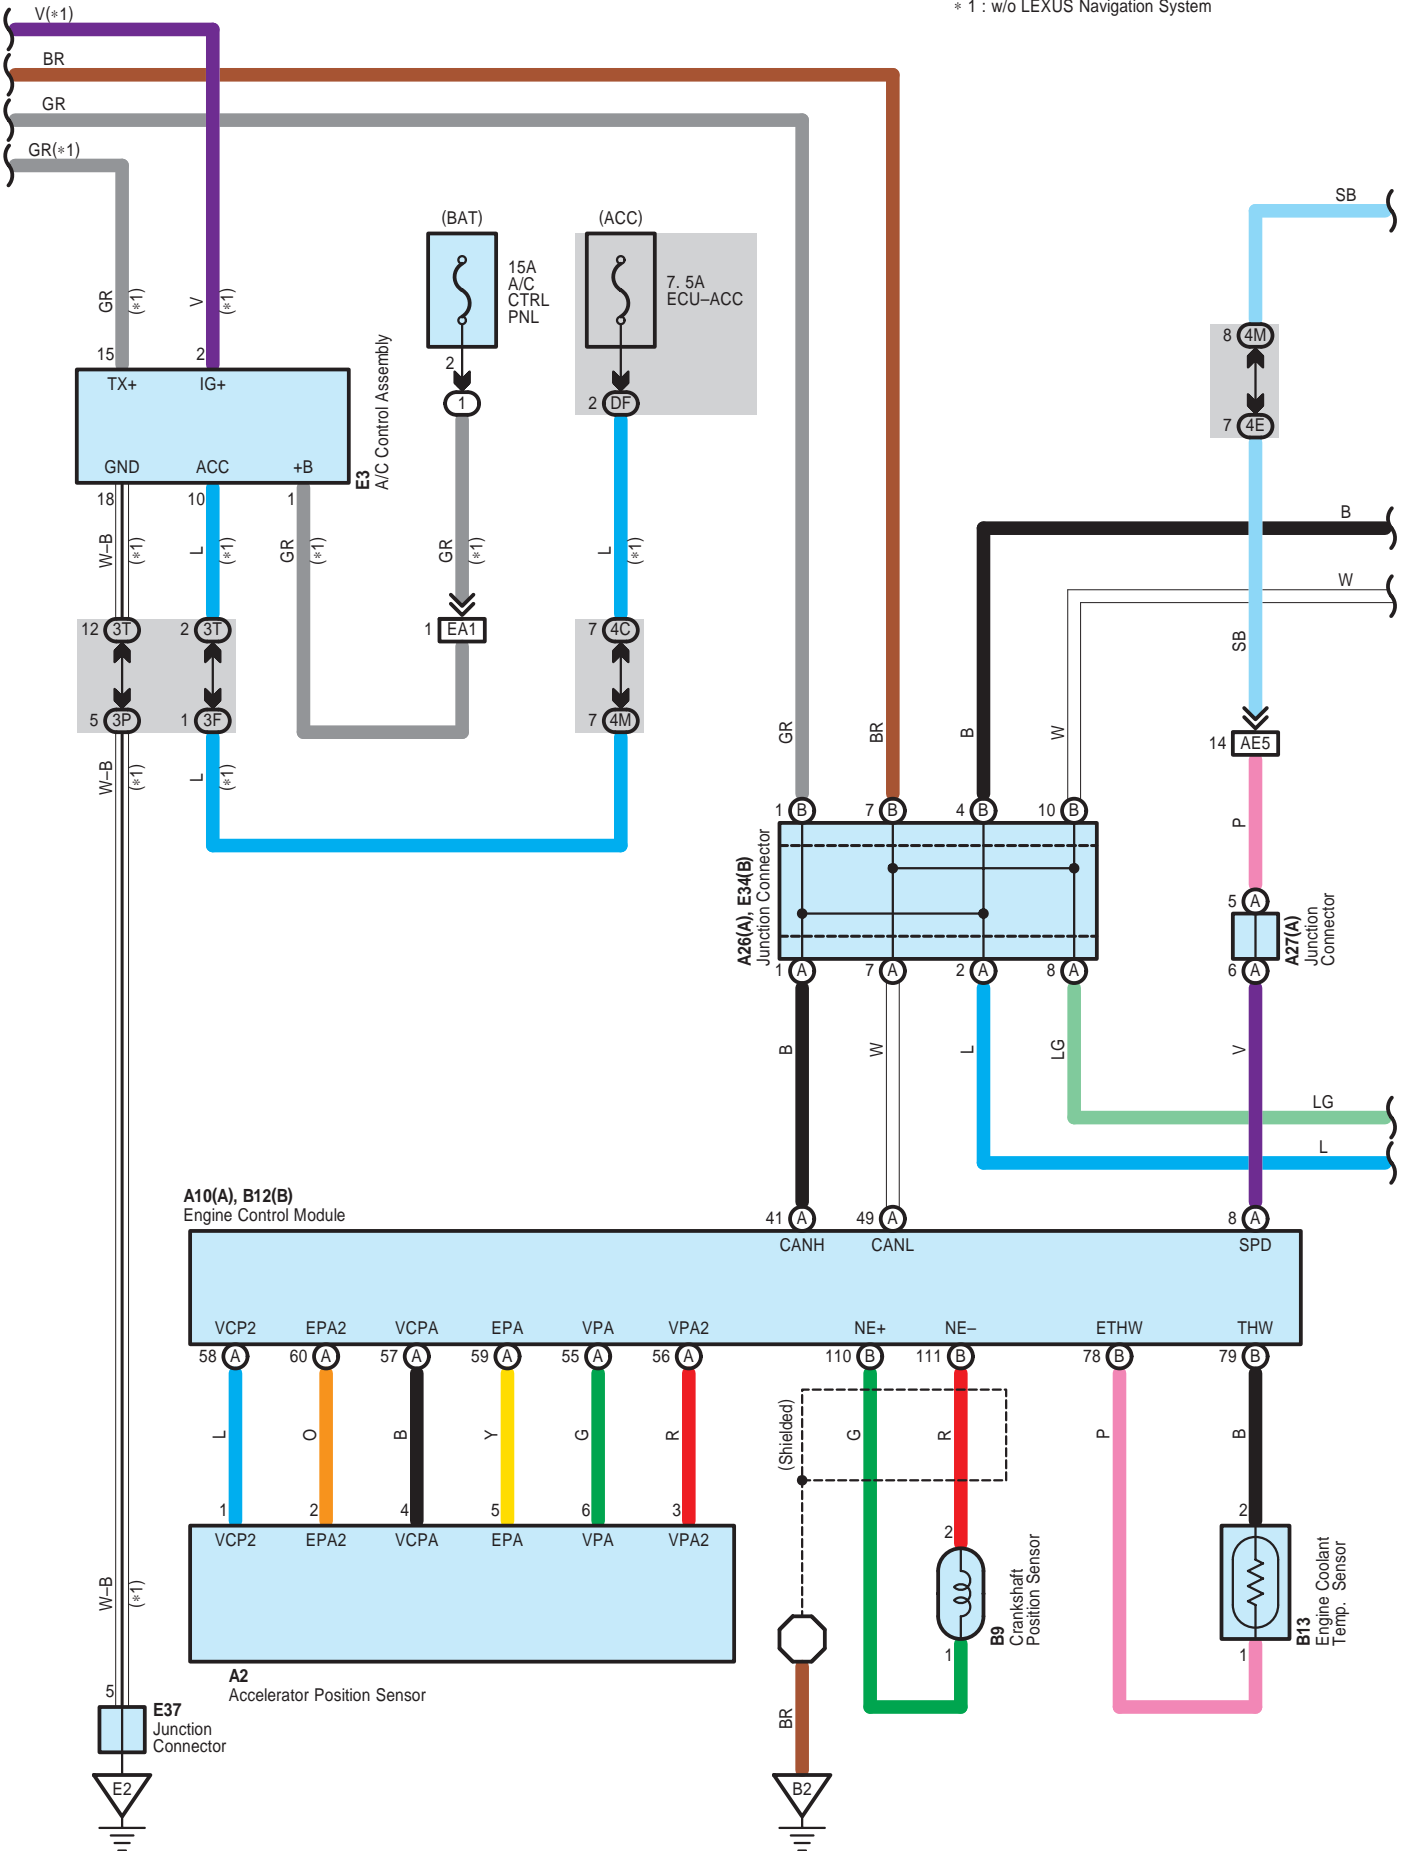 * 1 : w/o LEXUS Navigation System
V(*1)
BR
GR
GR(*1)
SB
(BAT)
(ACC)
15A
A/C
CTRL
PNL
7. 5A
ECU–ACC
GR
(*1)
V
(*1)
15
2
2
1
2
DF
8
4M
7
4E
TX+
IG+
GND
ACC
+B
E3
A/C Control Assembly
18
10
1
W–B
(*1)
L
(*1)
GR
(*1)
GR
(*1)
L
(*1)
B
W
12
3T
2
3T
1
EA1
7
4C
SB
5
3P
1
3F
7
4M
GR
BR
B
W
14
AE5
W–B
(*1)
L
(*1)
P
1
B
7
B
4
B
10
B
A26(A), E34(B)
Junction Connector
5
A
A27(A)
Junction
Connector
1
A
7
A
2
A
8
A
6
A
B
W
L
LG
V
LG
L
A10(A), B12(B)
Engine Control Module
41
A
49
A
8
A
CANH
CANL
SPD
VCP2
EPA2
VCPA
EPA
VPA
VPA2
NE+
NE–
ETHW
THW
58
A
60
A
57
A
59
A
55
A
56
A
110
B
111
B
78
B
79
B
L
O
B
Y
G
R
(Shielded)
G
R
P
B
1
2
4
5
6
3
2
2
VCP2
EPA2
VCPA
EPA
VPA
VPA2
W–B
(*1)
B9
Crankshaft
Position Sensor
B13
Engine Coolant
Temp. Sensor
1
1
A2
Accelerator Position Sensor
5
E37
Junction
Connector
BR
E2
B2